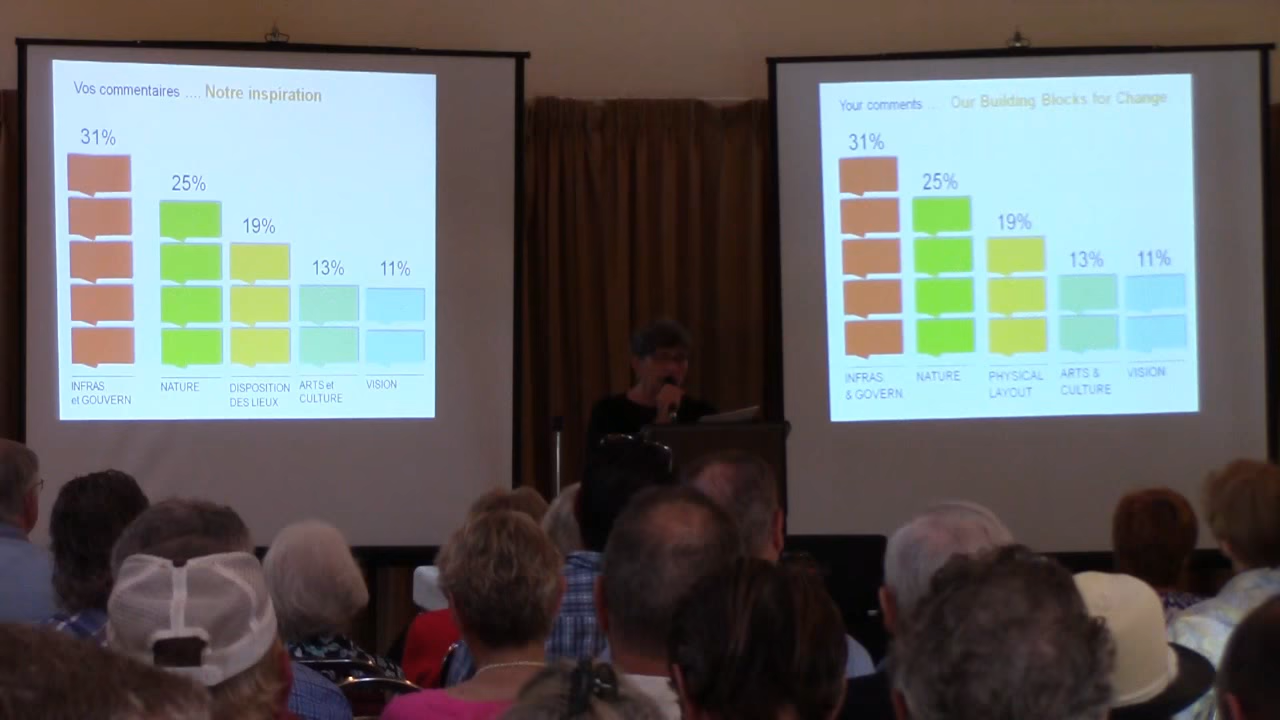 Vos commentaires .... Notre inspiration
31%
25%
19%
13%
11%
INFRAS
et GOUVERN
NATURE
DISPOSITION
DES LIEUX
ARTS et
CULTURE
VISION
Your comments ... Our Building Blocks for Change
31%
25%
19%
13%
11%
INFRAS
& GOVERN.
NATURE
PHYSICAL
LAYOUT
ARTS &
CULTURE
VISION